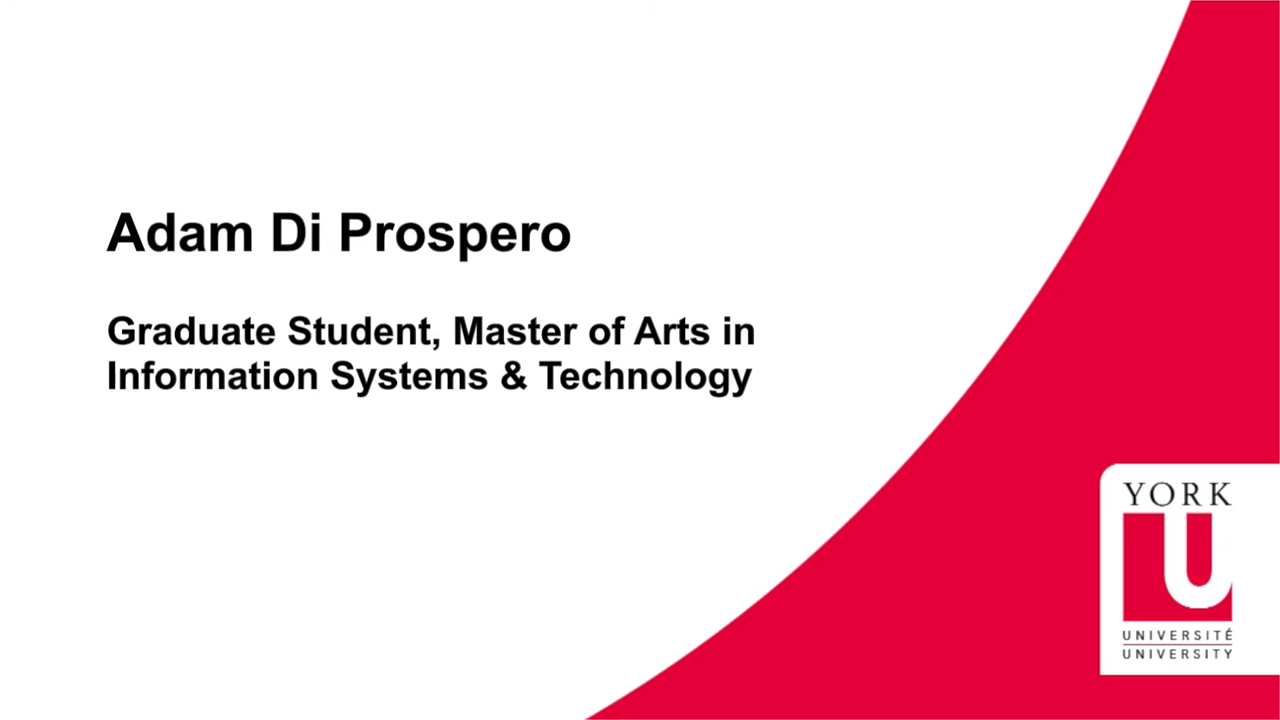 Adam Di Prospero
Graduate Student, Master of Arts in
Information Systems & Technology
YORK
U
UNIVERSITÉ
UNIVERSITY